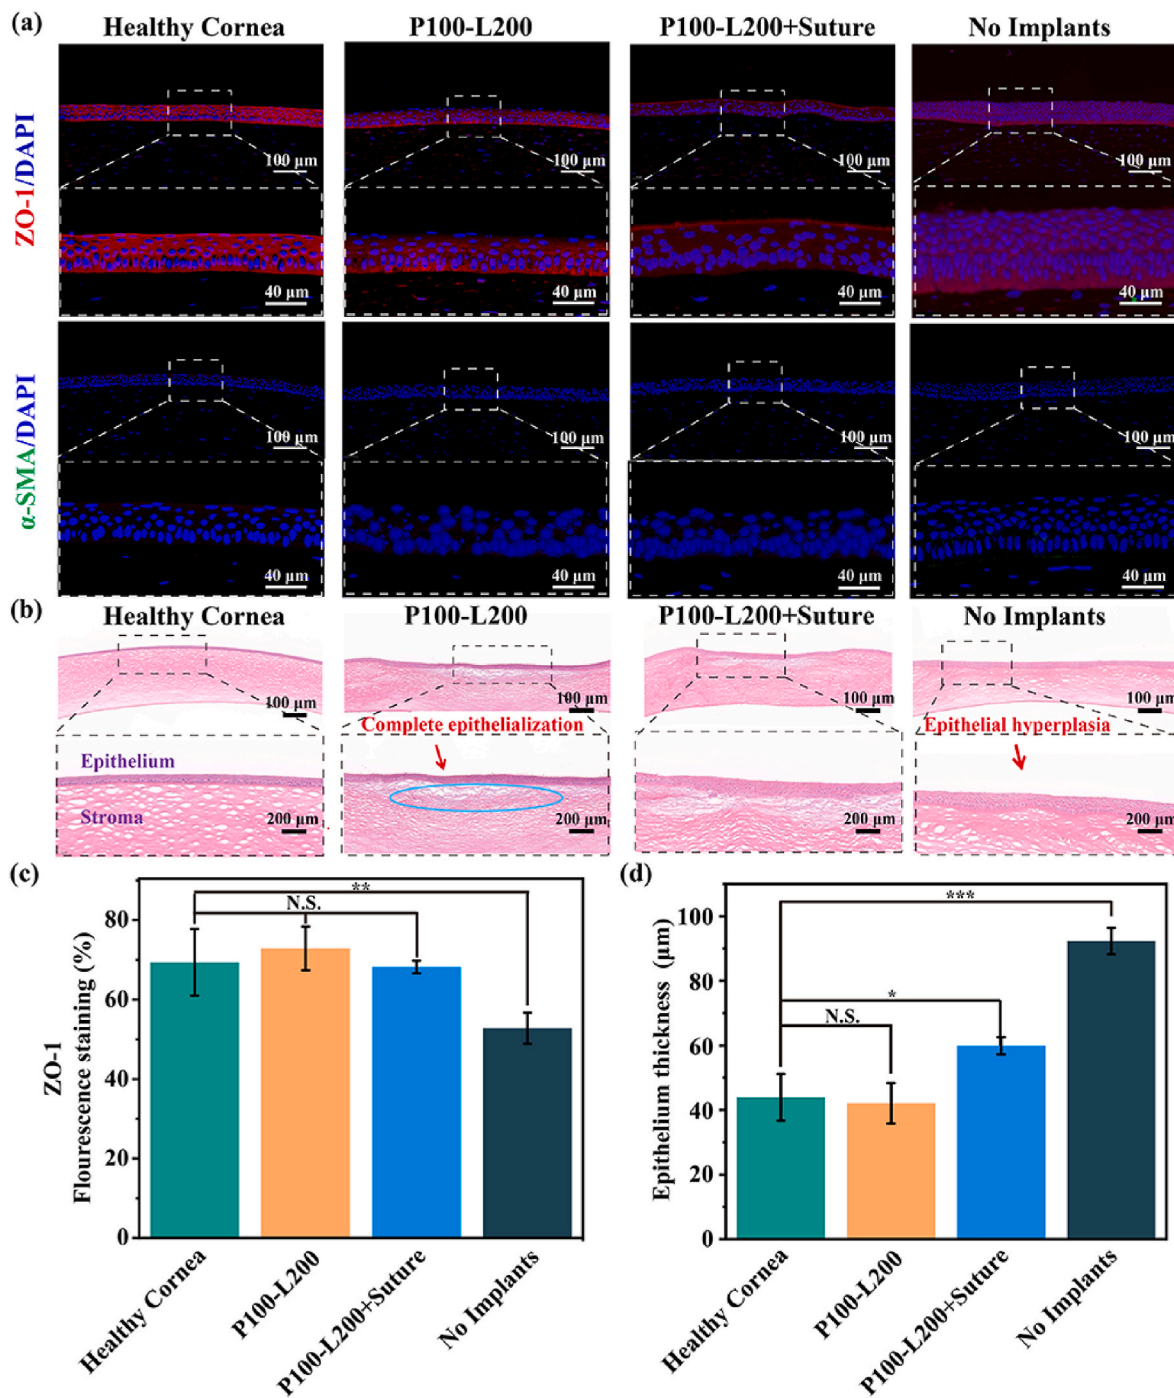 (a)
Healthy Cornea P100-L200 P100-L200+Suture No Implants
ZO-1/DAPI
100 μm 100 μm 100 μm 100 μm
40 μm 40 μm 40 μm 40 μm
α-SMA/DAPI
100 μm 100 μm 100 μm 100 μm
40 μm 40 μm 40 μm 40 μm
(b)
Healthy Cornea P100-L200 P100-L200+Suture No Implants
100 μm 100 μm 100 μm 100 μm
Complete epithelialization Epithelial hyperplasia
Epithelium
Stroma
200 μm 200 μm 200 μm 200 μm
(c)
ZO-1
Flourescence staining (%)
80
60
40
20
0
**
N.S.
Healthy Cornea
P100-L200
P100-L200+Suture
No Implants
(d)
Epithelium thickness (μm)
100
80
60
40
20
0
***
*
N.S.
Healthy Cornea
P100-L200
P100-L200+Suture
No Implants